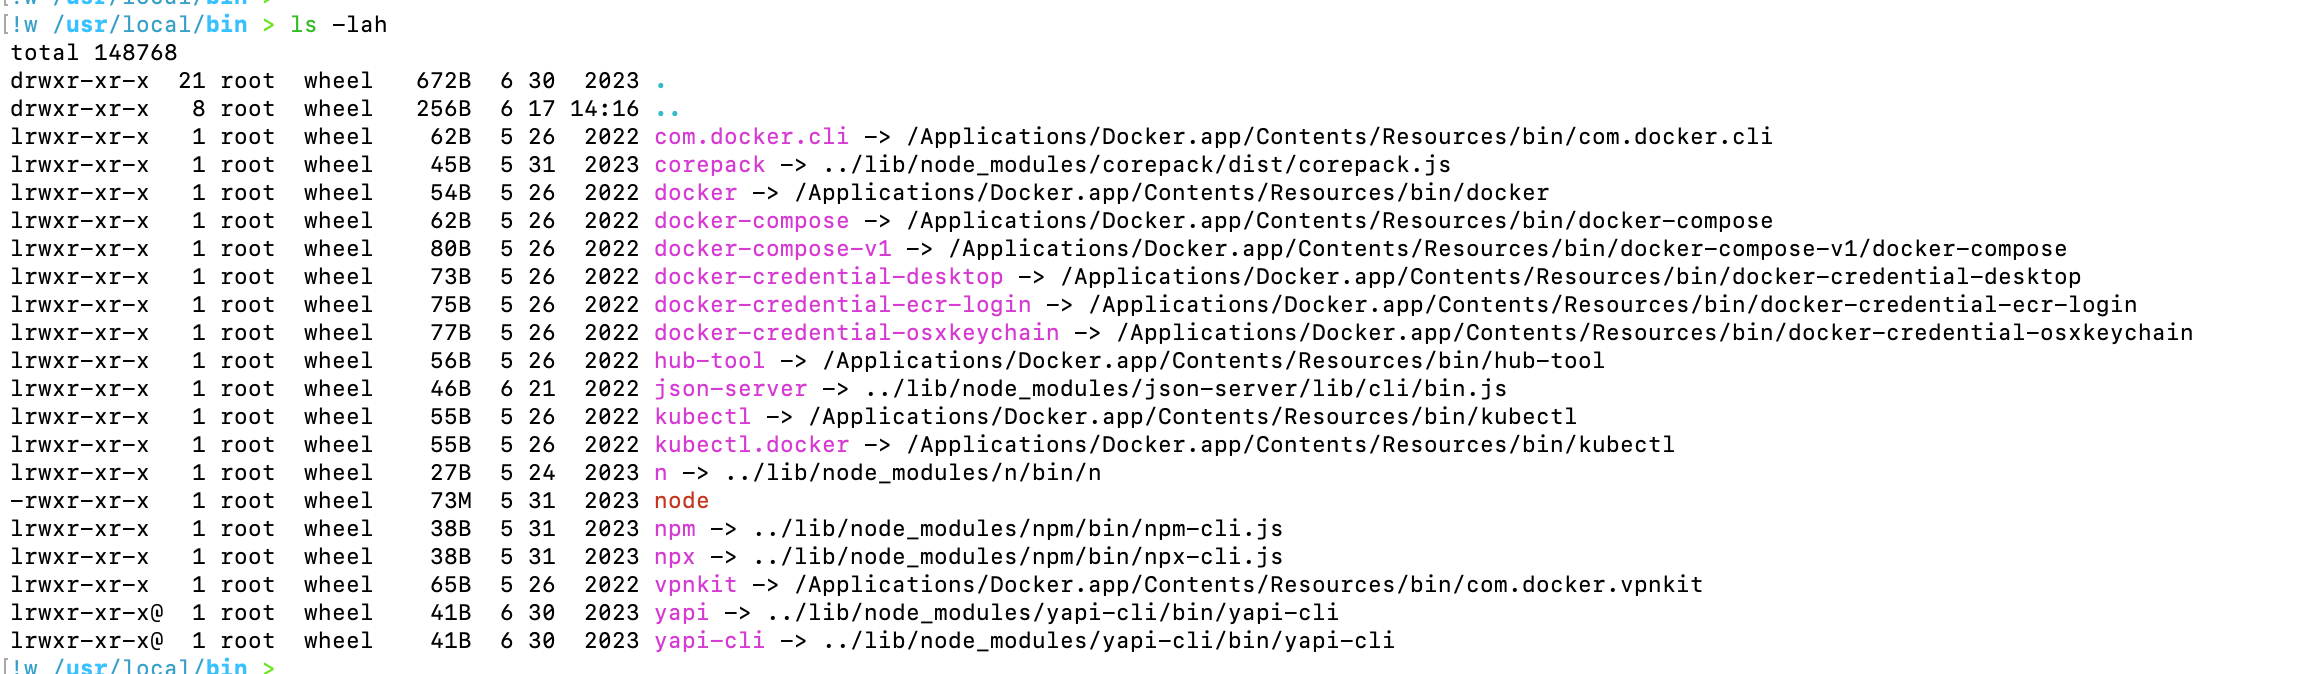 [!w /usr/local/bin >
[!w /usr/local/bin > ls -lah
total 148768
drwxr-xr-x  21 root  wheel   672B  6 30  2023 .
drwxr-xr-x   8 root  wheel   256B  6 17 14:16 ..
lrwxr-xr-x   1 root  wheel    62B  5 26  2022 com.docker.cli -> /Applications/Docker.app/Contents/Resources/bin/com.docker.cli
lrwxr-xr-x   1 root  wheel    45B  5 31  2023 corepack -> ../lib/node_modules/corepack/dist/corepack.js
lrwxr-xr-x   1 root  wheel    54B  5 26  2022 docker -> /Applications/Docker.app/Contents/Resources/bin/docker
lrwxr-xr-x   1 root  wheel    62B  5 26  2022 docker-compose -> /Applications/Docker.app/Contents/Resources/bin/docker-compose
lrwxr-xr-x   1 root  wheel    80B  5 26  2022 docker-compose-v1 -> /Applications/Docker.app/Contents/Resources/bin/docker-compose-v1/docker-compose
lrwxr-xr-x   1 root  wheel    73B  5 26  2022 docker-credential-desktop -> /Applications/Docker.app/Contents/Resources/bin/docker-credential-desktop
lrwxr-xr-x   1 root  wheel    75B  5 26  2022 docker-credential-ecr-login -> /Applications/Docker.app/Contents/Resources/bin/docker-credential-ecr-login
lrwxr-xr-x   1 root  wheel    77B  5 26  2022 docker-credential-osxkeychain -> /Applications/Docker.app/Contents/Resources/bin/docker-credential-osxkeychain
lrwxr-xr-x   1 root  wheel    56B  5 26  2022 hub-tool -> /Applications/Docker.app/Contents/Resources/bin/hub-tool
lrwxr-xr-x   1 root  wheel    46B  6 21  2022 json-server -> ../lib/node_modules/json-server/lib/cli/bin.js
lrwxr-xr-x   1 root  wheel    55B  5 26  2022 kubectl -> /Applications/Docker.app/Contents/Resources/bin/kubectl
lrwxr-xr-x   1 root  wheel    55B  5 26  2022 kubectl.docker -> /Applications/Docker.app/Contents/Resources/bin/kubectl
lrwxr-xr-x   1 root  wheel    27B  5 24  2023 n -> ../lib/node_modules/n/bin/n
-rwxr-xr-x   1 root  wheel    73M  5 31  2023 node
lrwxr-xr-x   1 root  wheel    38B  5 31  2023 npm -> ../lib/node_modules/npm/bin/npm-cli.js
lrwxr-xr-x   1 root  wheel    38B  5 31  2023 npx -> ../lib/node_modules/npm/bin/npx-cli.js
lrwxr-xr-x   1 root  wheel    65B  5 26  2022 vpnkit -> /Applications/Docker.app/Contents/Resources/bin/com.docker.vpnkit
lrwxr-xr-x@  1 root  wheel    41B  6 30  2023 yapi -> ../lib/node_modules/yapi-cli/bin/yapi-cli
lrwxr-xr-x@  1 root  wheel    41B  6 30  2023 yapi-cli -> ../lib/node_modules/yapi-cli/bin/yapi-cli
[!w /usr/local/bin >